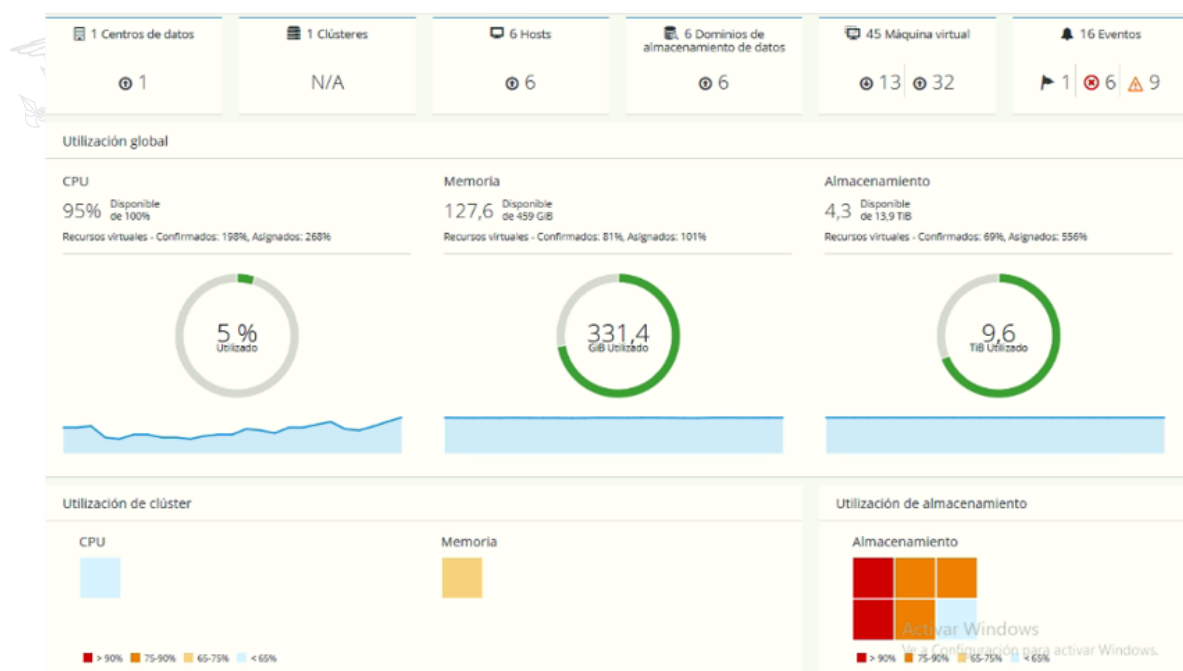 1 Centros de datos
1
1 Clústeres
N/A
6 Hosts
6
6 Dominios de
almacenamiento de datos
6
45 Máquina virtual
13 32
16 Eventos
1 6 9
Utilización global
CPU
95% Disponible
de 100%
Recursos virtuales - Confirmados: 198%, Asignados: 268%
5 %
Utilizado
Memoria
127,6 Disponible
de 459 GiB
Recursos virtuales - Confirmados: 81%, Asignados: 101%
331,4
GiB Utilizado
Almacenamiento
4,3 Disponible
de 13,9 TiB
Recursos virtuales - Confirmados: 69%, Asignados: 556%
9,6
TiB Utilizado
Utilización de clúster
CPU
Memoria
> 90% 75-90% 65-75% < 65%
Utilización de almacenamiento
Almacenamiento
> 90% 75-90% 65-75% < 65%
Activar Windows
Ve a Configuración para activar Windows.